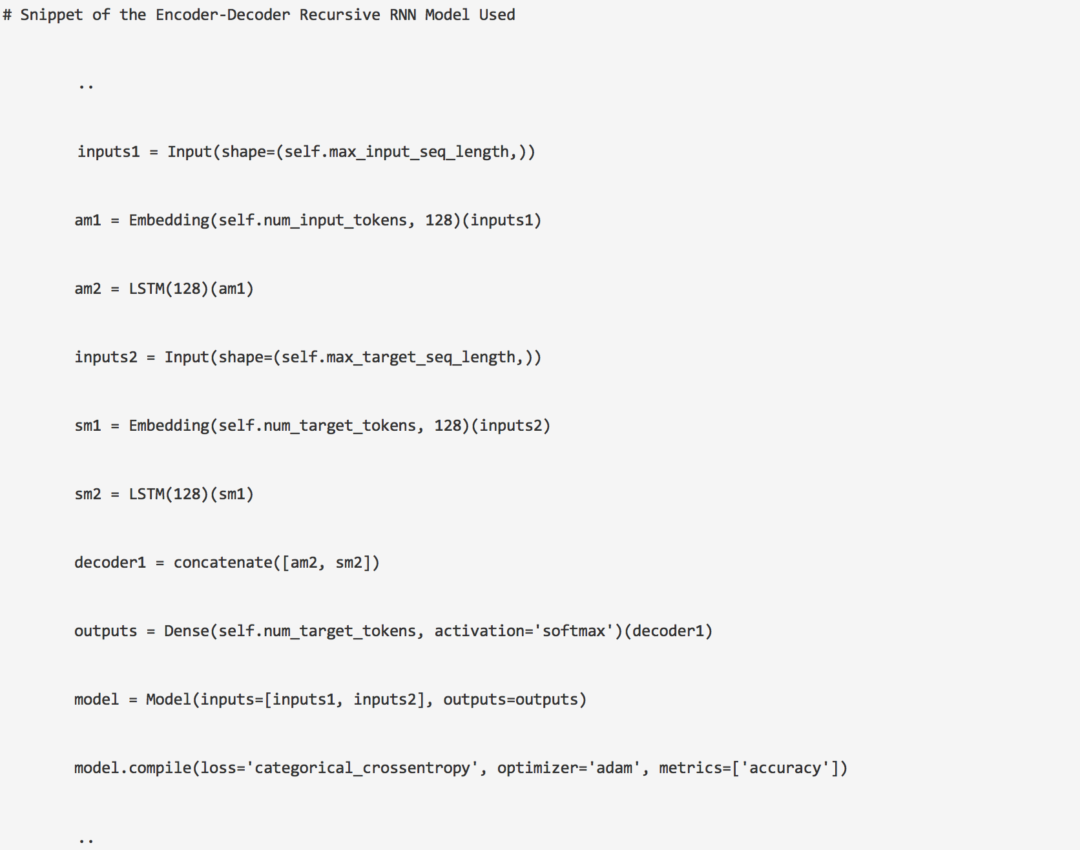 # Snippet of the Encoder-Decoder Recursive RNN Model Used
..
inputs1 = Input(shape=(self.max_input_seq_length,))
am1 = Embedding(self.num_input_tokens, 128)(inputs1)
am2 = LSTM(128)(am1)
inputs2 = Input(shape=(self.max_target_seq_length,))
sm1 = Embedding(self.num_target_tokens, 128)(inputs2)
sm2 = LSTM(128)(sm1)
decoder1 = concatenate([am2, sm2])
outputs = Dense(self.num_target_tokens, activation='softmax')(decoder1)
model = Model(inputs=[inputs1, inputs2], outputs=outputs)
model.compile(loss='categorical_crossentropy', optimizer='adam', metrics=['accuracy'])
..